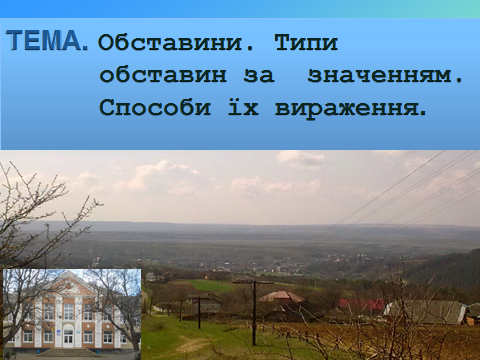 ТЕМА. Обставини. Типи
обставин за значенням.
Способи їх вираження.